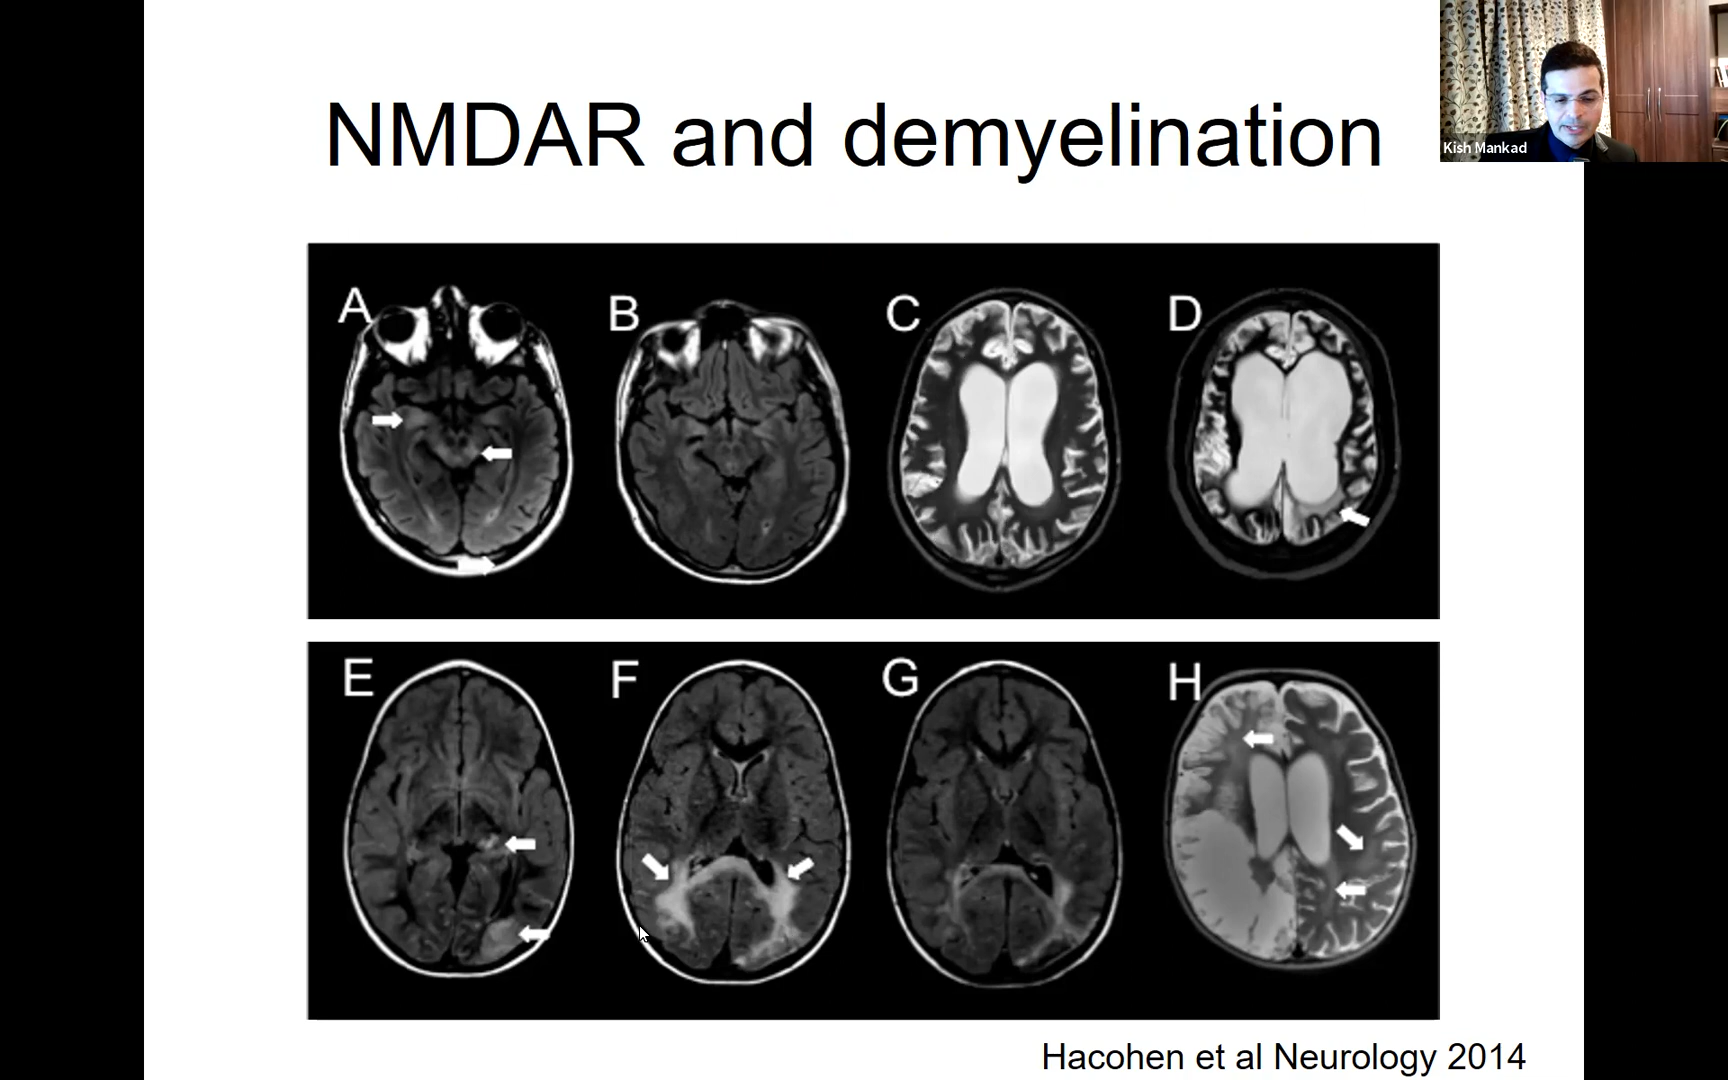 NMDAR and demyelination
Kish Mankad
A
B
C
D
E
F
G
H
Hacohen et al Neurology 2014